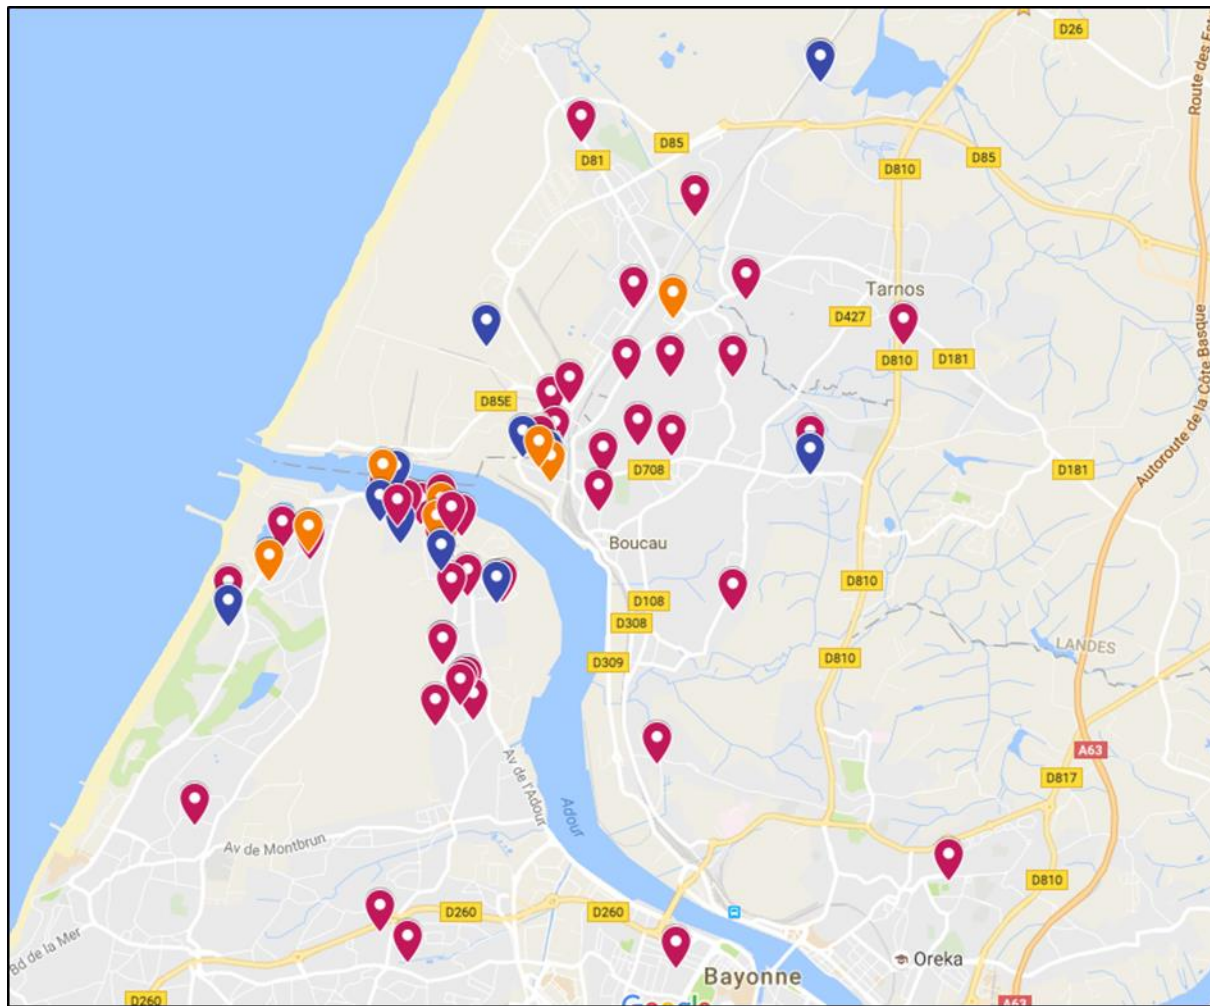 D26
Route des Est
D85
D81
D85
D810
Tarnos
D427
D810
D181
Autoroute de la Côte Basque
D85E
D708
D181
Boucau
D810
D108
D308
LANDES
D810
D309
A63
D817
Av de l'Adour
Adour
Av de Montbrun
D810
D260
D260
Bd de la Mer
Oreka
Bayonne
D260
Google
A63